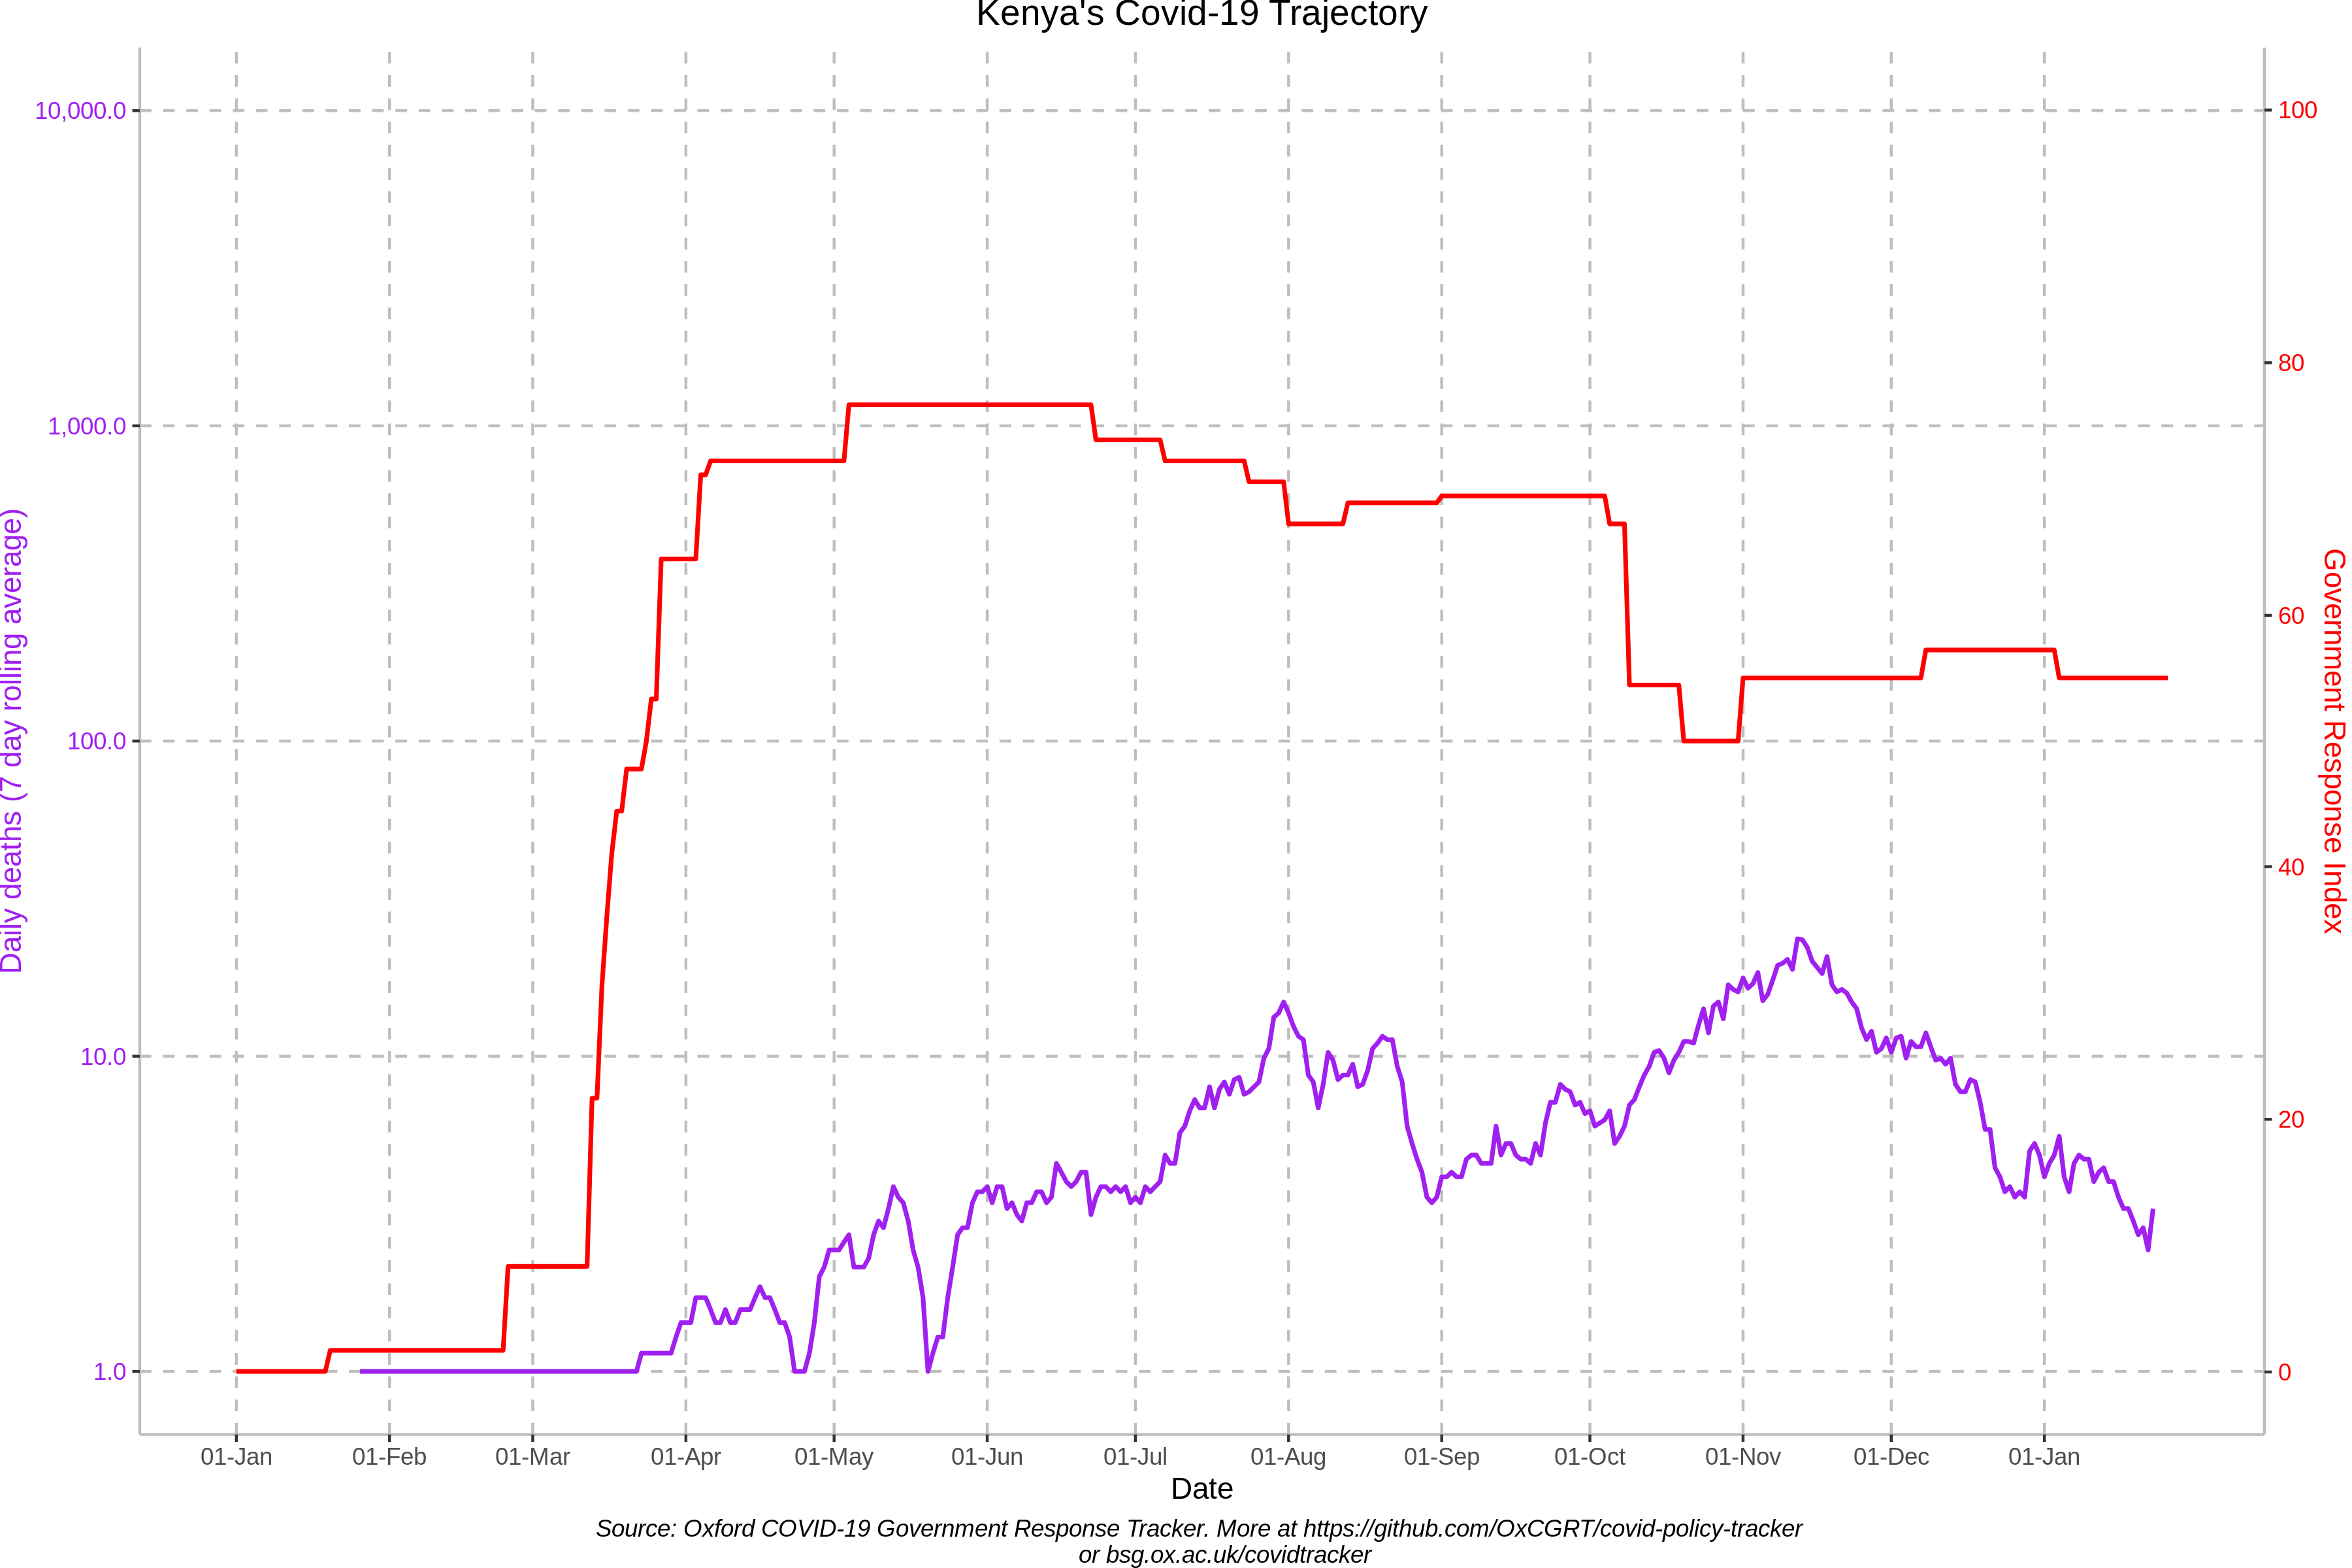 Kenya's Covid-19 Trajectory
10,000.0
1,000.0
100.0
10.0
1.0
Daily deaths (7 day rolling average)
100
80
60
40
20
0
Government Response Index
01-Jan 01-Feb 01-Mar 01-Apr 01-May 01-Jun 01-Jul 01-Aug 01-Sep 01-Oct 01-Nov 01-Dec 01-Jan
Date
Source: Oxford COVID-19 Government Response Tracker. More at https://github.com/OxCGRT/covid-policy-tracker
or bsg.ox.ac.uk/covidtracker